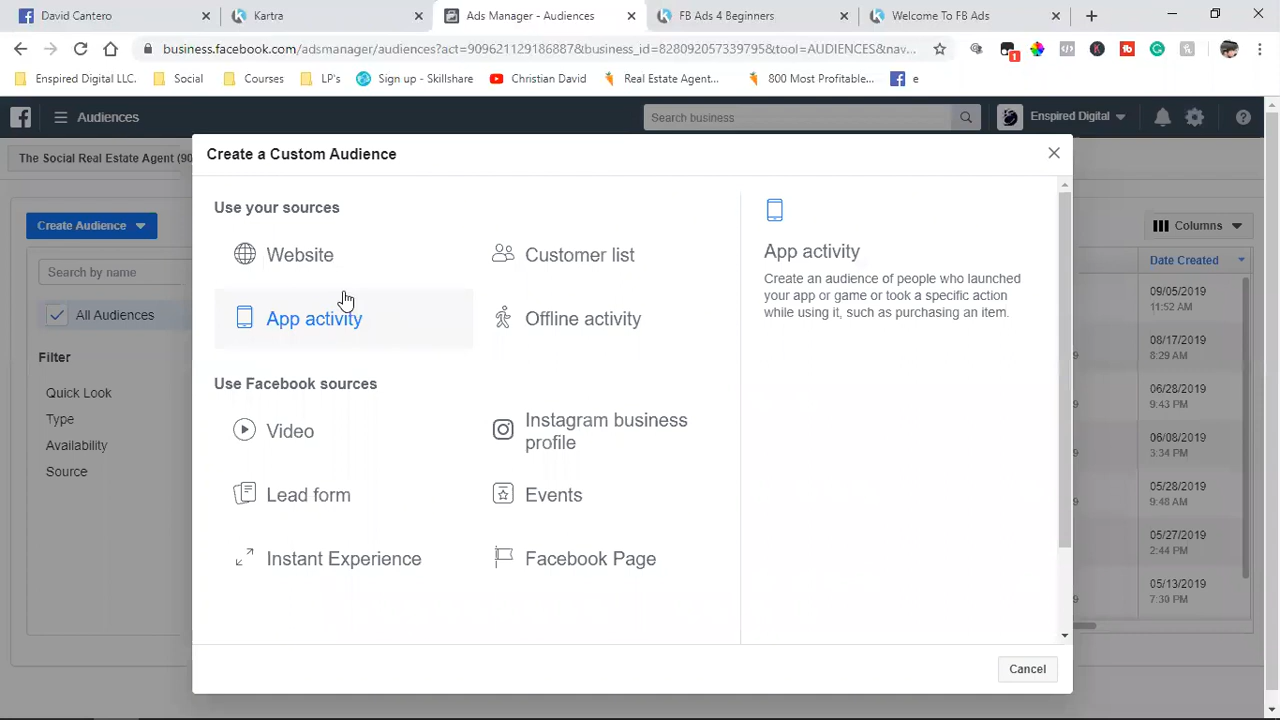 David Cantero
Kartra
Ads Manager - Audiences
FB Ads 4 Beginners
Welcome To FB Ads
business.facebook.com/adsmanager/audiences?act=909621129186887&business_id=828092057339795&tool=AUDIENCES&nav...
1
Enspired Digital LLC.
Social
Courses
LP's
Sign up - Skillshare
Christian David
Real Estate Agent...
800 Most Profitable...
e
Audiences
Search business
Enspired Digital
The Social Real Estate Agent (90
Create a Custom Audience
Create Audience
Search by name
All Audiences
Filter
Quick Look
Type
Availability
Source
Use your sources
Website
Customer list
App activity
Offline activity
Use Facebook sources
Video
Instagram business
profile
Lead form
Events
Instant Experience
Facebook Page
App activity
Create an audience of people who launched
your app or game or took a specific action
while using it, such as purchasing an item.
Cancel
Columns
Date Created
09/05/2019
11:52 AM
08/17/2019
8:29 AM
06/28/2019
9:43 PM
06/08/2019
3:34 PM
05/28/2019
9:48 AM
05/27/2019
2:44 PM
05/13/2019
7:30 PM